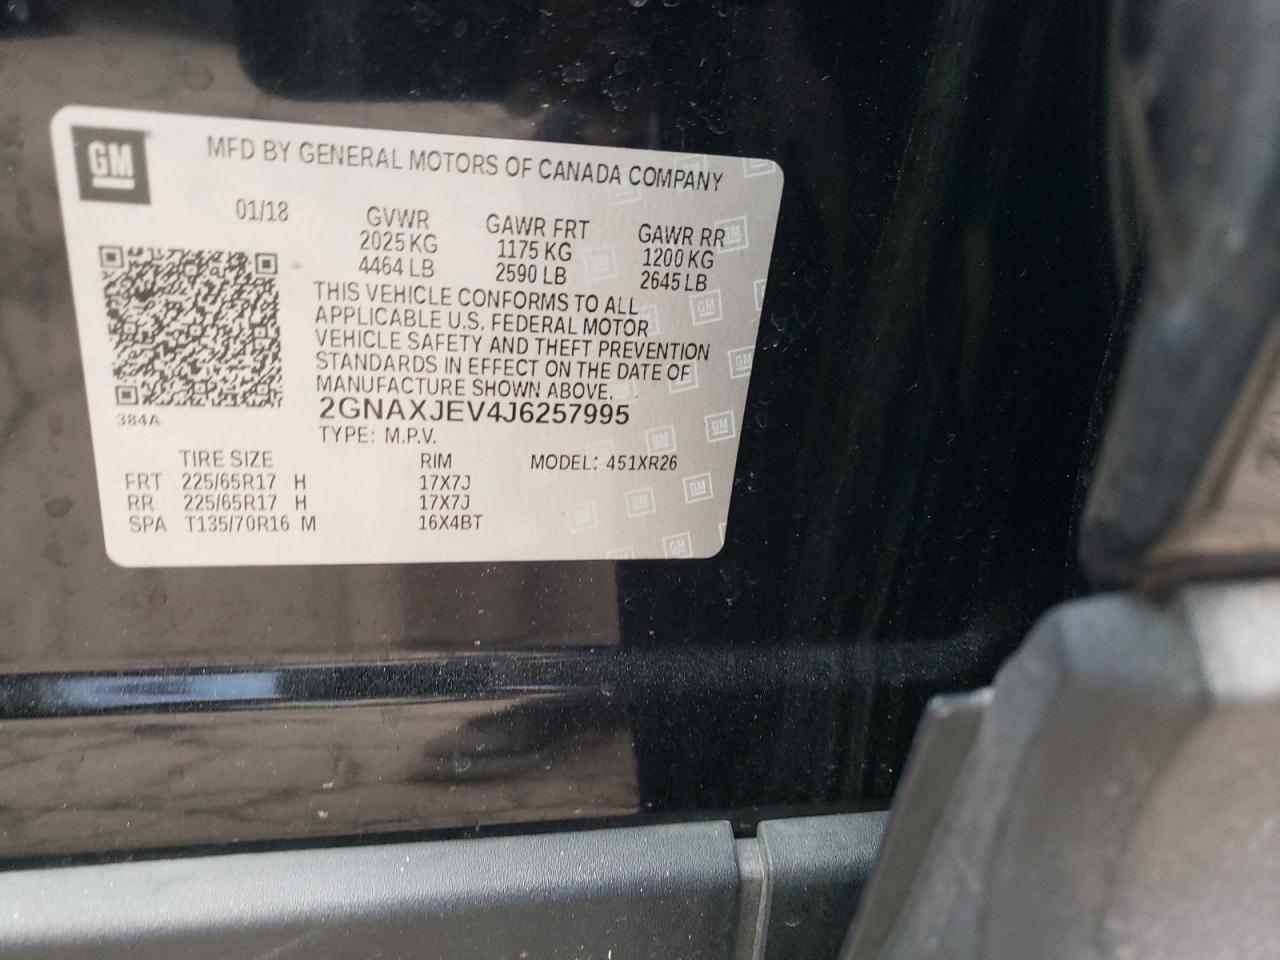 GM
MFD BY GENERAL MOTORS OF CANADA COMPANY
01/18
GVWR
2025 KG
4464 LB
GAWR FRT
1175 KG
2590 LB
GAWR RR
1200 KG
2645 LB
THIS VEHICLE CONFORMS TO ALL
APPLICABLE U.S. FEDERAL MOTOR
VEHICLE SAFETY AND THEFT PREVENTION
STANDARDS IN EFFECT ON THE DATE OF
MANUFACTURE SHOWN ABOVE.
2GNAXJEV4J6257995
384A
TYPE: M.P.V.
TIRE SIZE RIM MODEL: 451XR26
FRT 225/65R17 H 17X7J
RR 225/65R17 H 17X7J
SPA T135/70R16 M 16X4BT